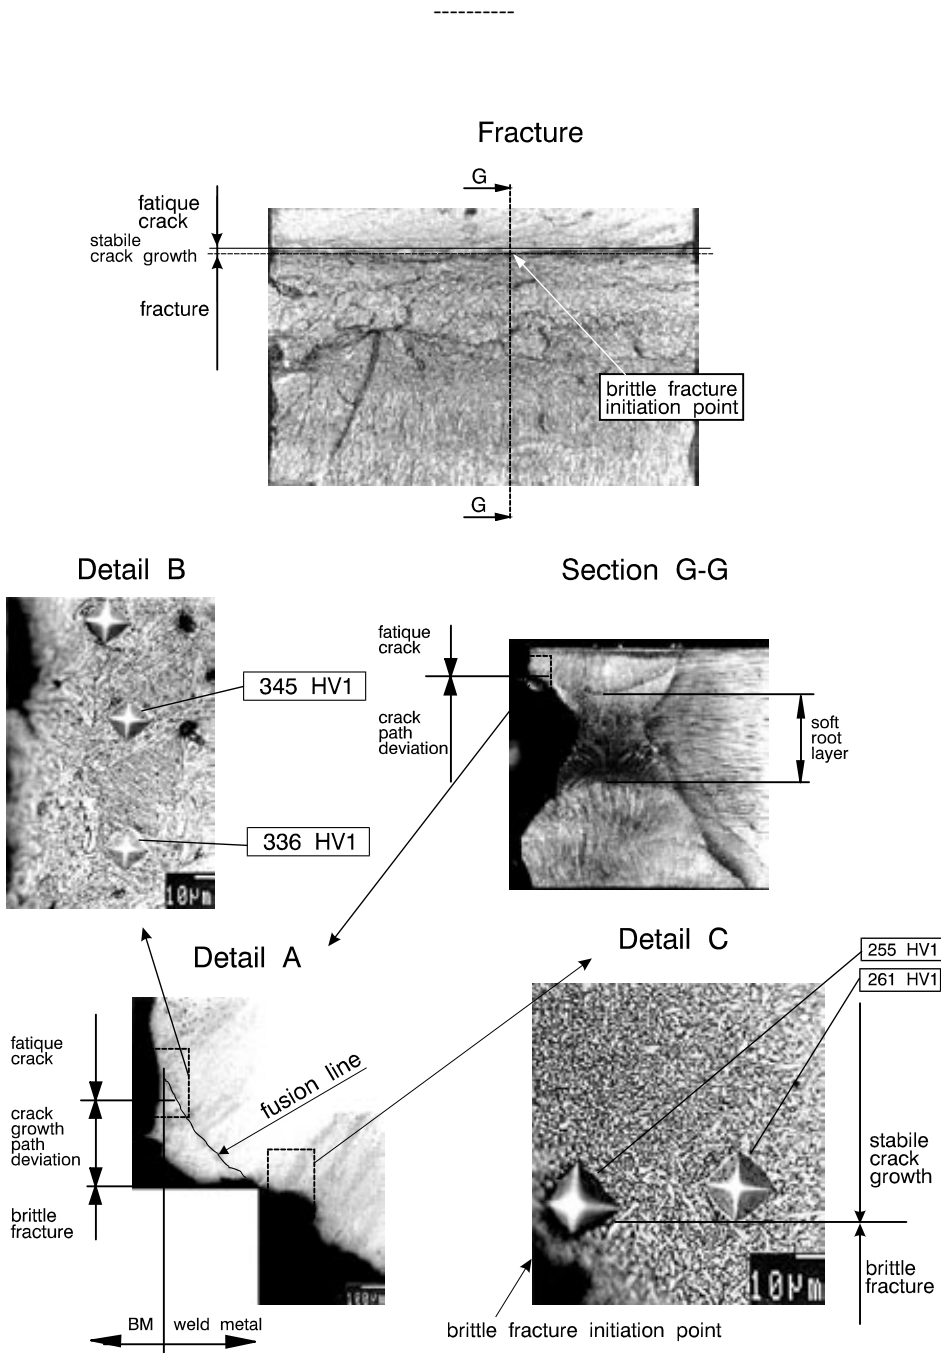 ----------
Fracture
G
fatique
crack
stabile
crack growth
fracture
brittle fracture
initiation point
G
Detail B
Section G-G
345 HV1
336 HV1
10µm
fatique
crack
crack
path
deviation
soft
root
layer
Detail A
fatique
crack
crack
growth
path
deviation
brittle
fracture
fusion line
100µm
BM
weld metal
Detail C
255 HV1
261 HV1
stabile
crack
growth
brittle
fracture
10µm
brittle fracture initiation point